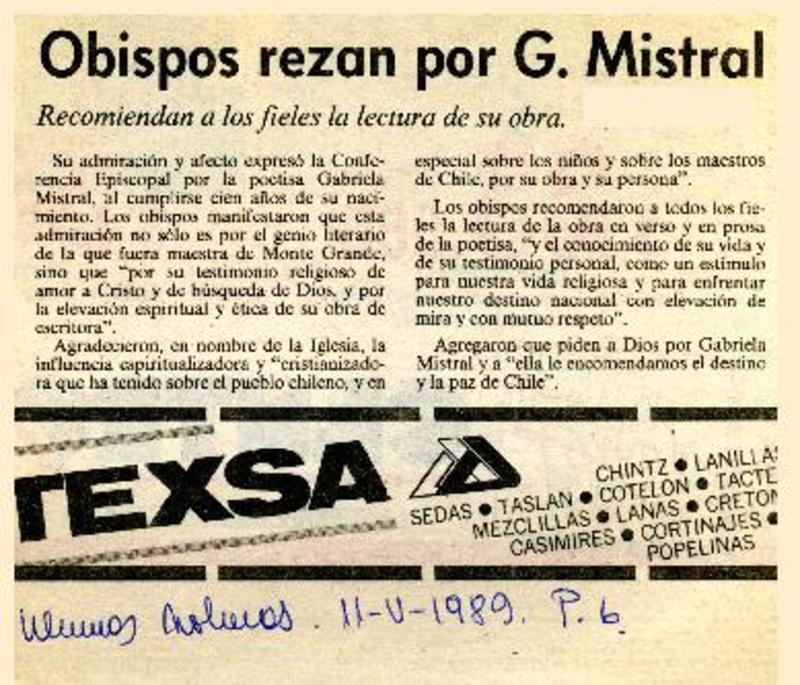 Obispos rezan por G. Mistral
Recomiendan a los fieles la lectura de su obra.
Su admiración y afecto expresó la Confe-
rencia Episcopal por la poetisa Gabriela
Mistral, al cumplirse cien años de su naci-
miento. Los obispos manifestaron que esta
admiración no sólo es por el genio literario
de la que fuera maestra de Monte Grande,
sino que "por su testimonio religioso de
amor a Cristo y de búsqueda de Dios, y por
la elevación espiritual y ética de su obra de
escritora".
Agradecieron, en nombre de la Iglesia, la
influencia espiritualizadora y "cristianizado-
ra que ha tenido sobre el pueblo chileno, y en
especial sobre los niños y sobre los maestros
de Chile, por su obra y su persona".
Los obispos recomendaron a todos los fie-
les la lectura de la obra en verso y en prosa
de la poetisa, "y el conocimiento de su vida y
de su testimonio personal, como un estímulo
para nuestra vida religiosa y para enfrentar
nuestro destino nacional con elevación de
mira y con mutuo respeto".
Agregaron que piden a Dios por Gabriela
Mistral y a "ella le encomendamos el destino
y la paz de Chile".
TEXSA
CHINTZ ● LANILLA
SEDAS ● TASLAN ● COTELON ● TACTE
MEZCLILLAS ● LANAS ● CRETON
CASIMIRES ● CORTINAJES ●
POPELINAS
11-V-1989. P. 6